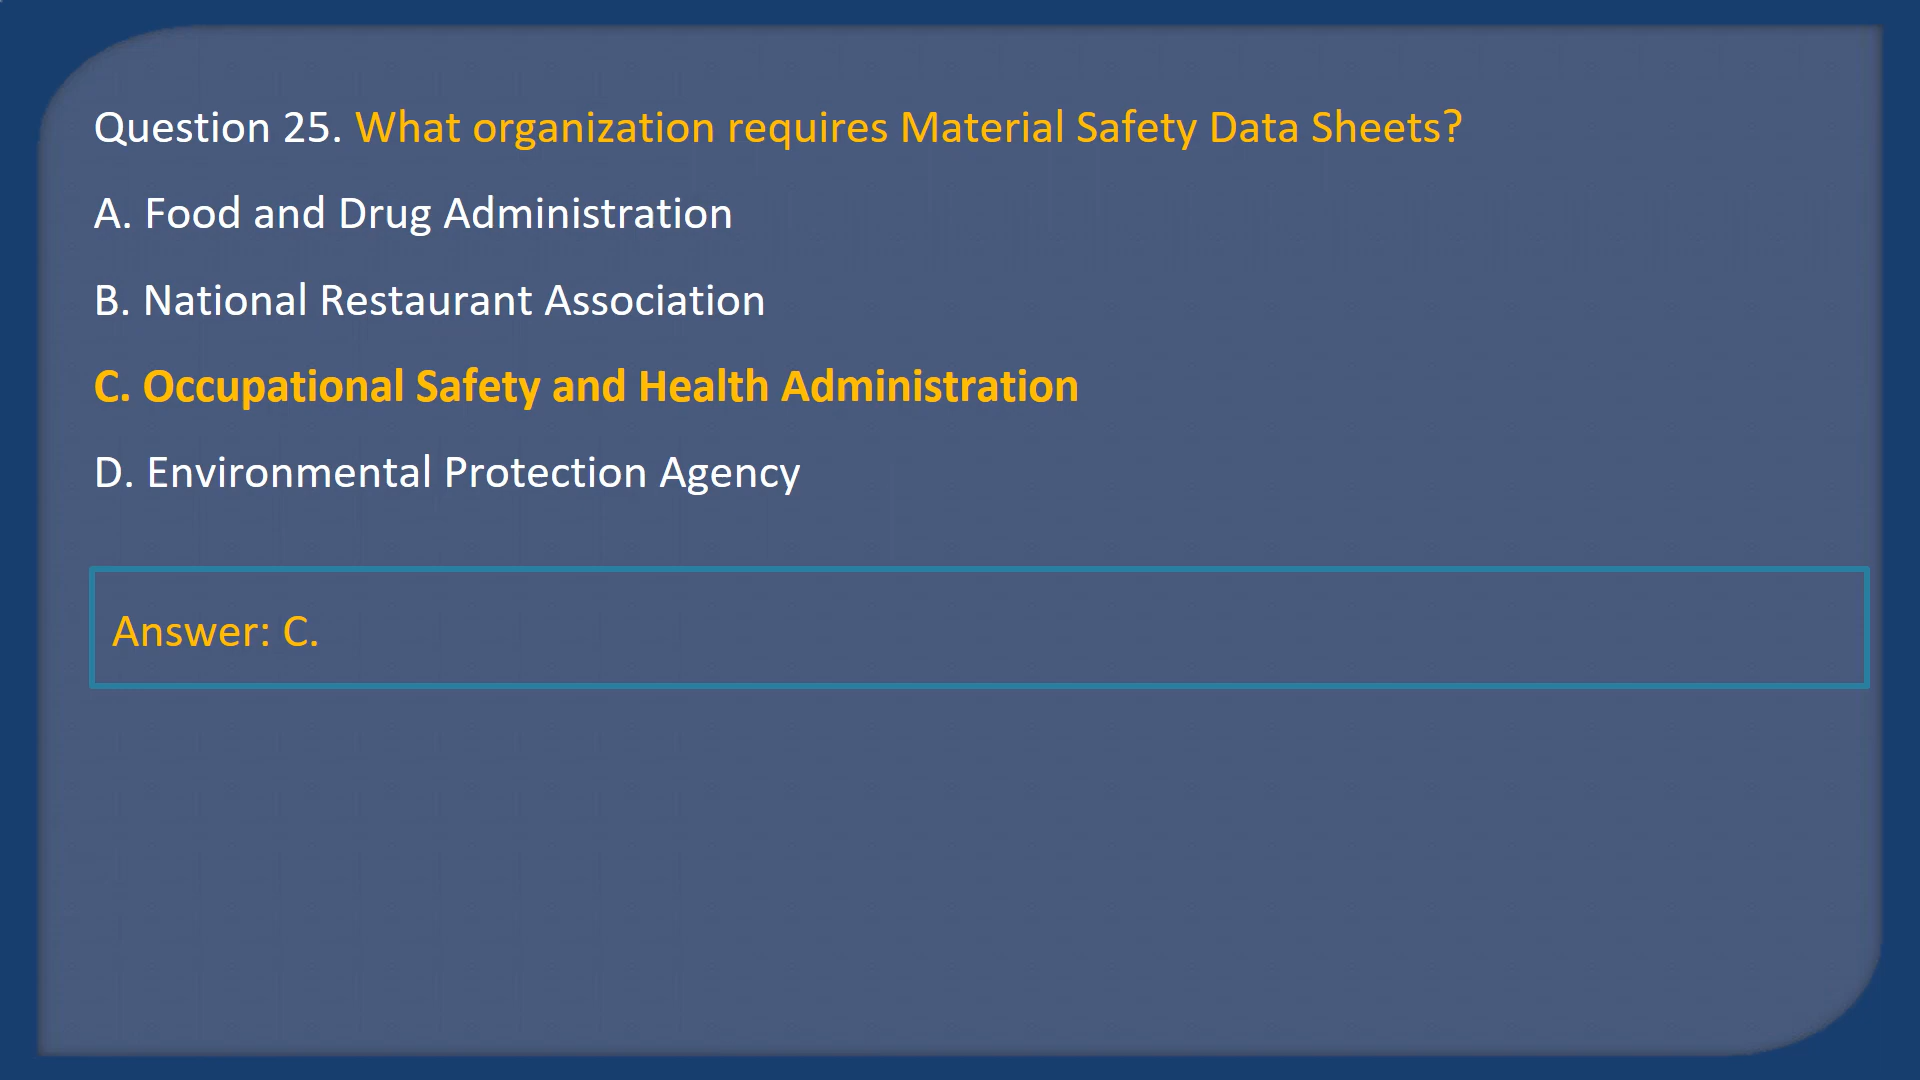 Question 25. What organization requires Material Safety Data Sheets?
A. Food and Drug Administration
B. National Restaurant Association
C. Occupational Safety and Health Administration
D. Environmental Protection Agency
Answer: C.